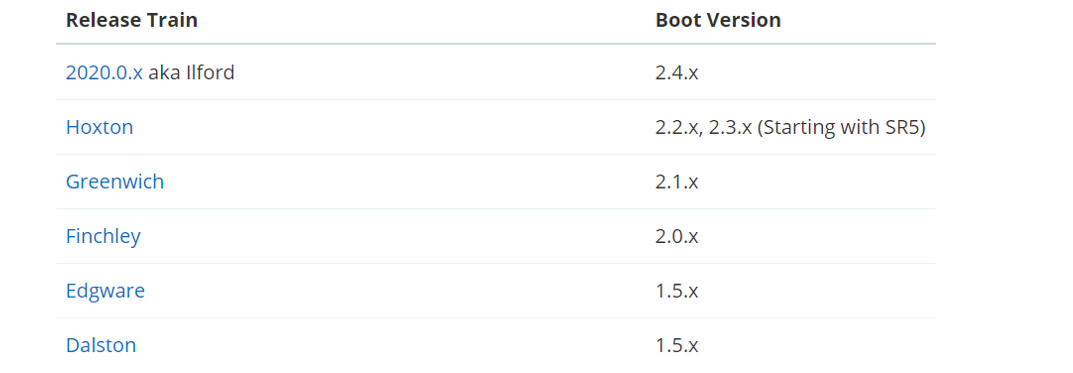 Release Train Boot Version
2020.0.x aka Ilford 2.4.x
Hoxton 2.2.x, 2.3.x (Starting with SR5)
Greenwich 2.1.x
Finchley 2.0.x
Edgware 1.5.x
Dalston 1.5.x